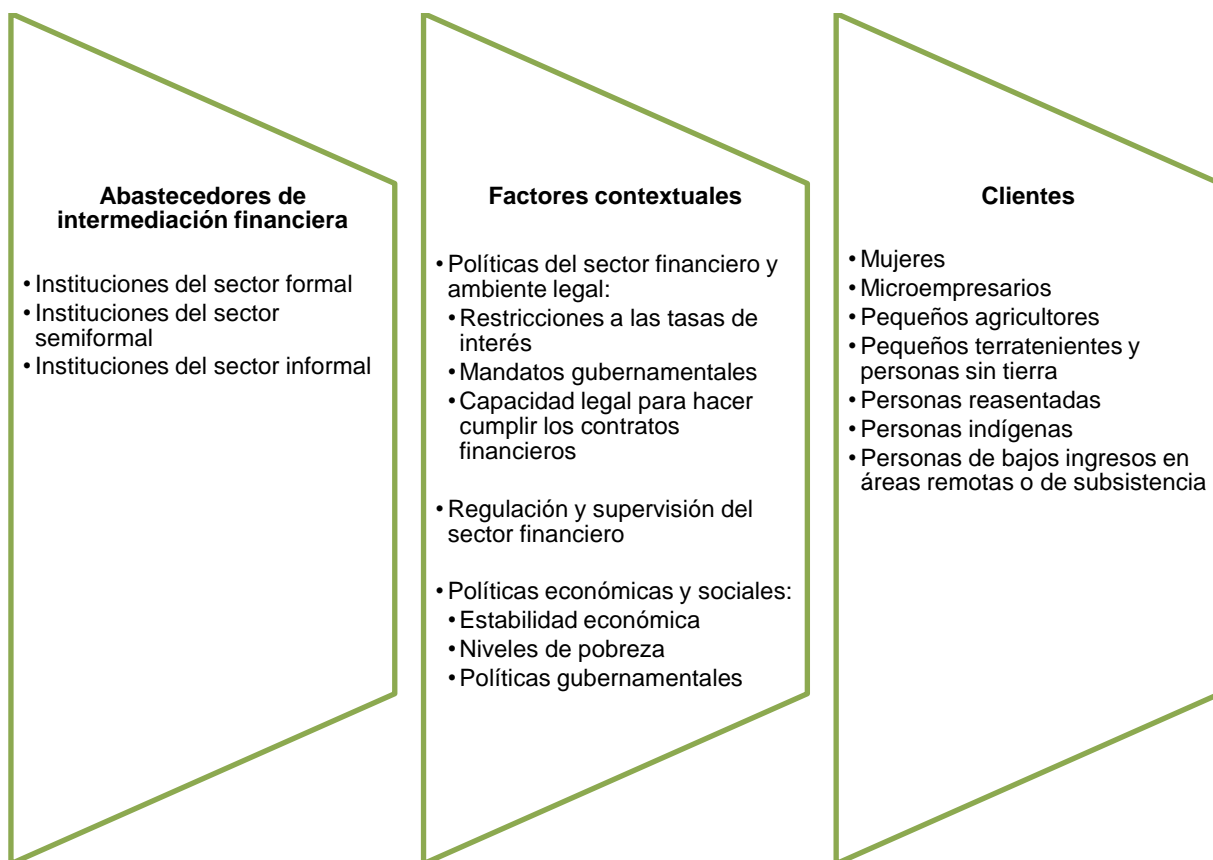 Abastecedores de
intermediación financiera
• Instituciones del sector formal
• Instituciones del sector
semiformal
• Instituciones del sector informal
Factores contextuales
• Políticas del sector financiero y
ambiente legal:
• Restricciones a las tasas de
interés
• Mandatos gubernamentales
• Capacidad legal para hacer
cumplir los contratos
financieros
• Regulación y supervisión del
sector financiero
• Políticas económicas y sociales:
• Estabilidad económica
• Niveles de pobreza
• Políticas gubernamentales
Clientes
• Mujeres
• Microempresarios
• Pequeños agricultores
• Pequeños terratenientes y
personas sin tierra
• Personas reasentadas
• Personas indígenas
• Personas de bajos ingresos en
áreas remotas o de subsistencia